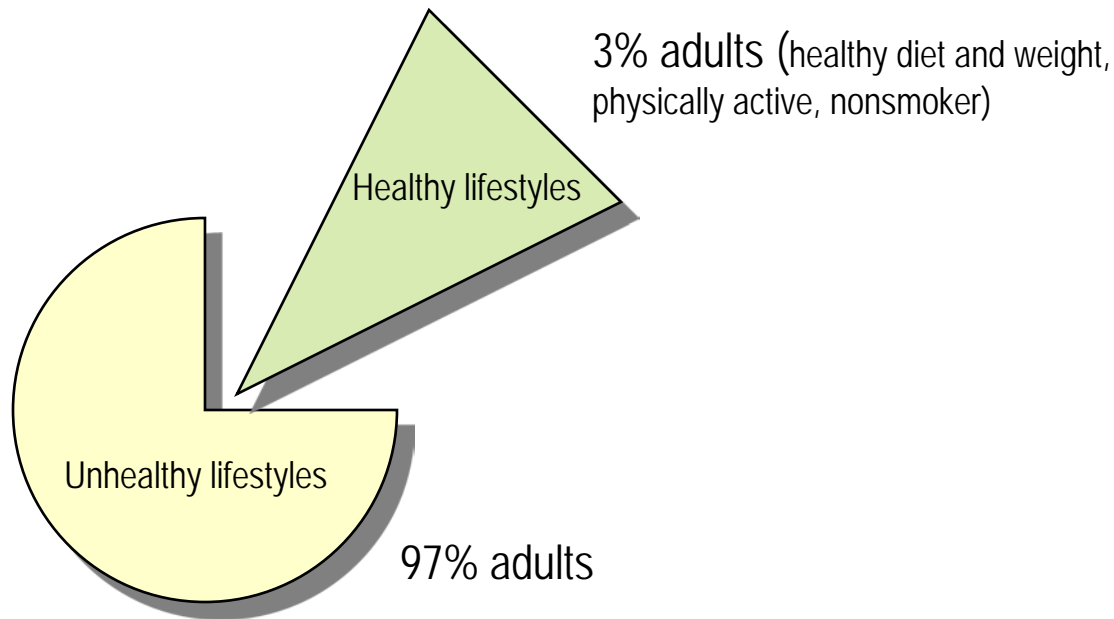 3% adults (healthy diet and weight,
physically active, nonsmoker)
Healthy lifestyles
Unhealthy lifestyles
97% adults